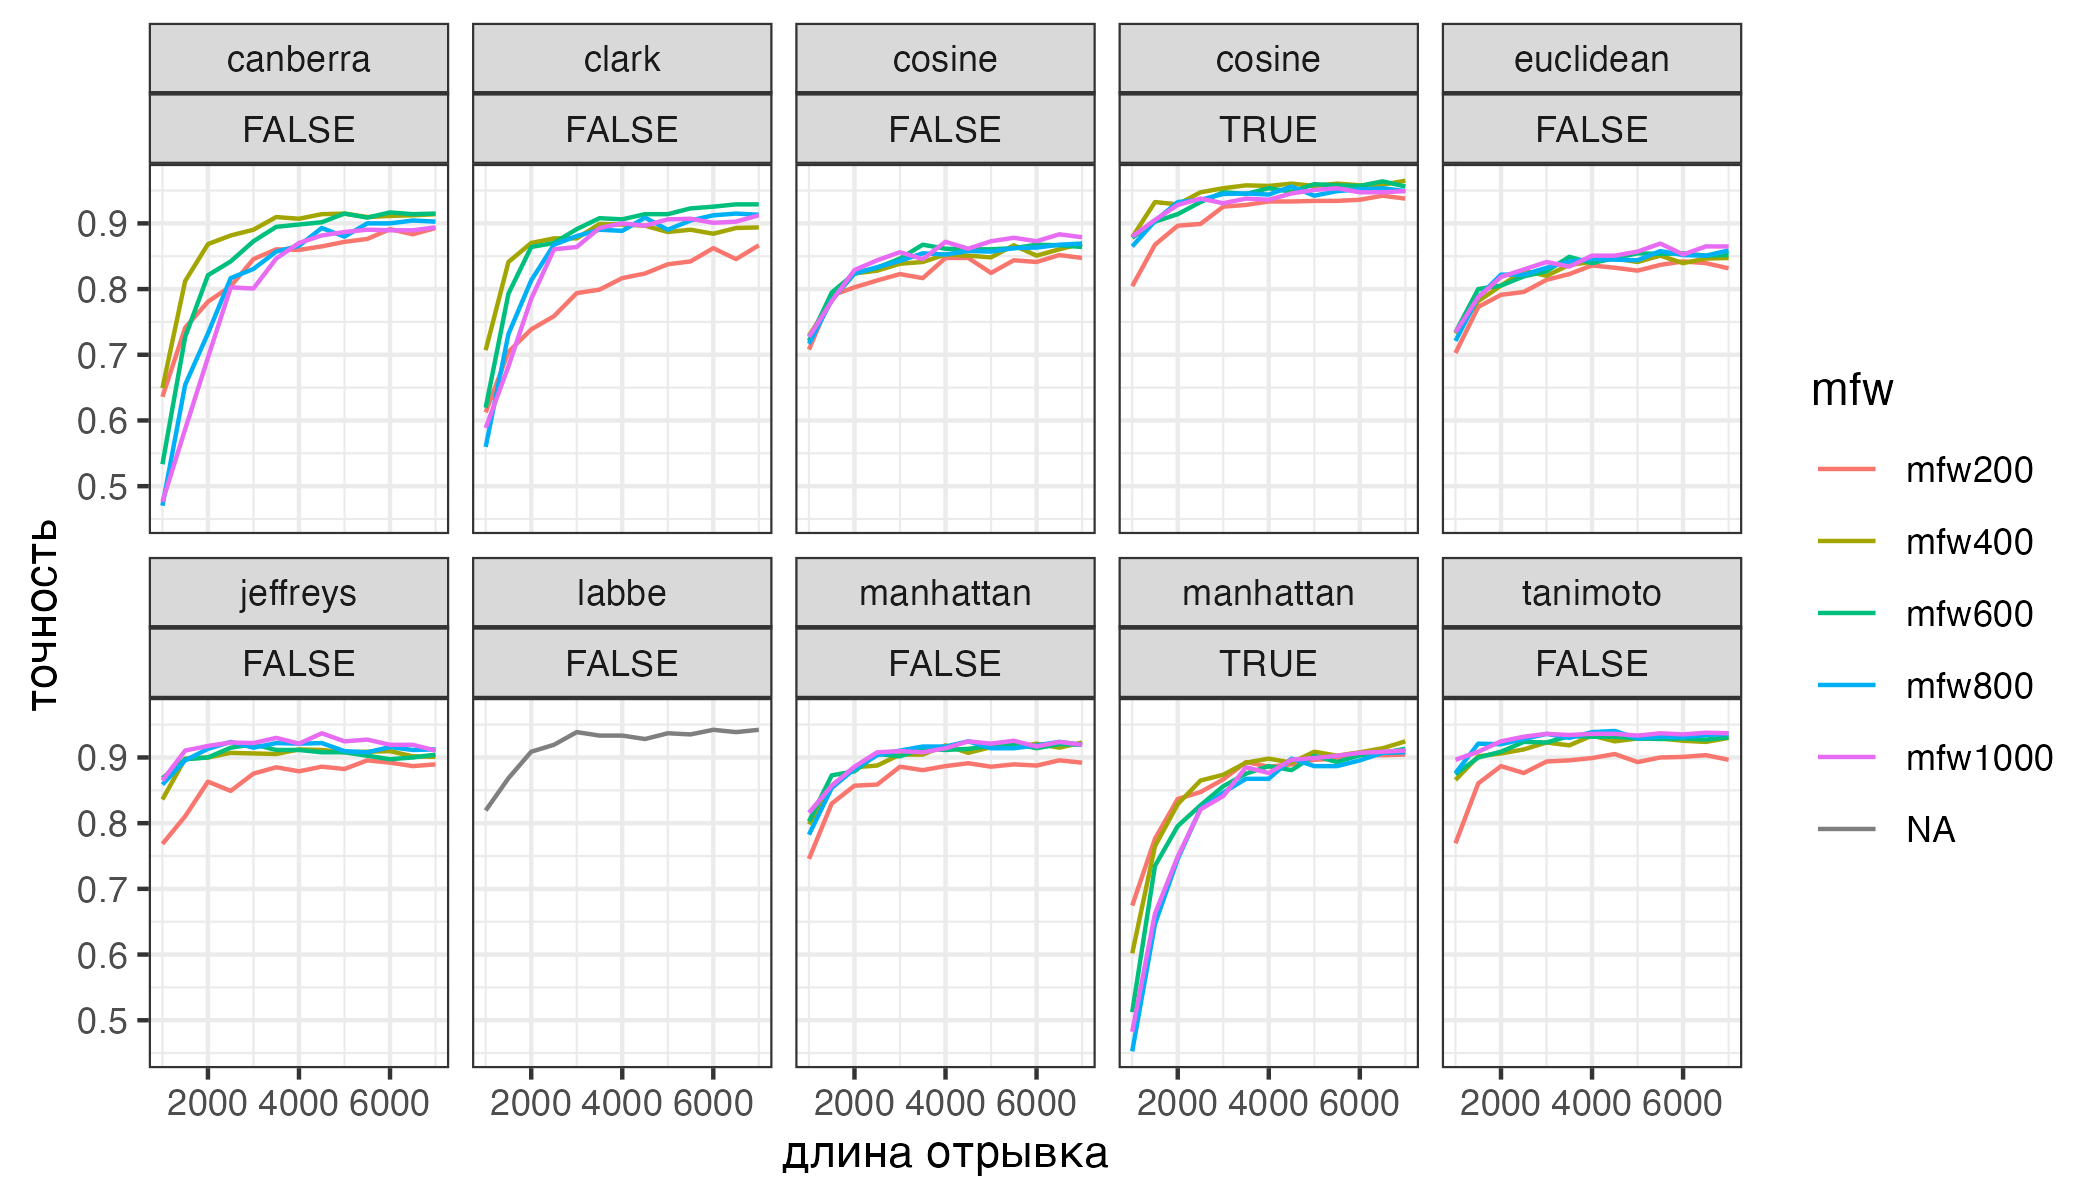 canberra clark cosine cosine euclidean
FALSE FALSE FALSE TRUE FALSE
0.9
0.8
0.7
0.6
0.5
jeffreys labbe manhattan manhattan tanimoto
FALSE FALSE FALSE TRUE FALSE
0.9
0.8
0.7
0.6
0.5
2000 4000 6000 2000 4000 6000 2000 4000 6000 2000 4000 6000 2000 4000 6000
длина отрывка
точность
mfw
mfw200
mfw400
mfw600
mfw800
mfw1000
NA